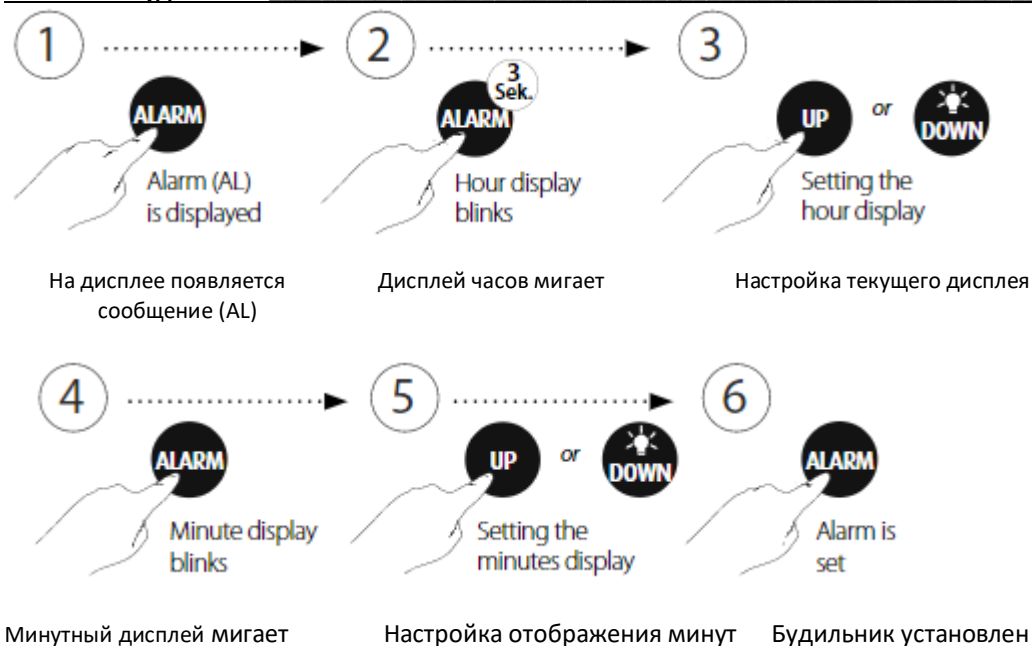 1 2 3
3
Sek.
ALARM ALARM UP or DOWN
Alarm (AL)
is displayed
Hour display
blinks
Setting the
hour display
На дисплее появляется
сообщение (AL)
Дисплей часов мигает
Настройка текущего дисплея
4 5 6
ALARM UP or DOWN ALARM
Minute display
blinks
Setting the
minutes display
Alarm is
set
Минутный дисплей мигает
Настройка отображения минут
Будильник установлен